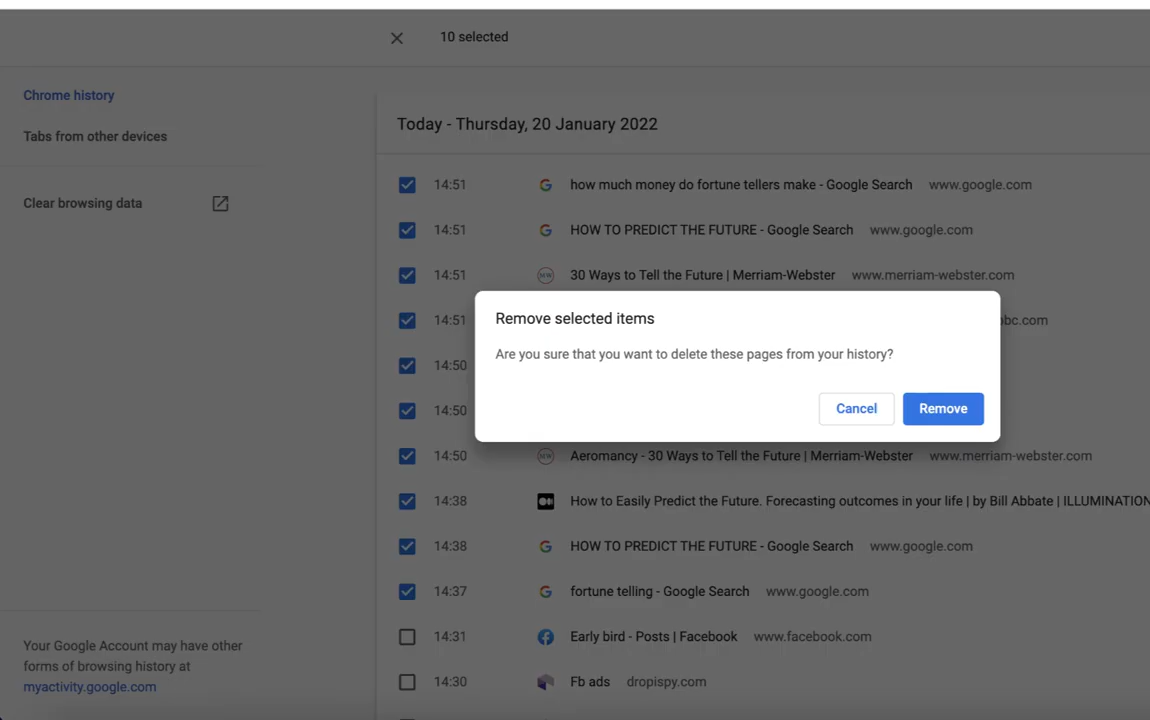 10 selected
Chrome history
Tabs from other devices
Clear browsing data
Today - Thursday, 20 January 2022
14:51 how much money do fortune tellers make - Google Search www.google.com
14:51 HOW TO PREDICT THE FUTURE - Google Search www.google.com
14:51 MW 30 Ways to Tell the Future | Merriam-Webster www.merriam-webster.com
14:51 bc.com
14:50
14:50
14:50 MW Aeromancy - 30 Ways to Tell the Future | Merriam-Webster www.merriam-webster.com
14:38 How to Easily Predict the Future. Forecasting outcomes in your life | by Bill Abbate | ILLUMINATION
14:38 HOW TO PREDICT THE FUTURE - Google Search www.google.com
14:37 fortune telling - Google Search www.google.com
14:31 Early bird - Posts | Facebook www.facebook.com
14:30 Fb ads dropispy.com
Remove selected items
Are you sure that you want to delete these pages from your history?
Cancel
Remove
Your Google Account may have other
forms of browsing history at
myactivity.google.com